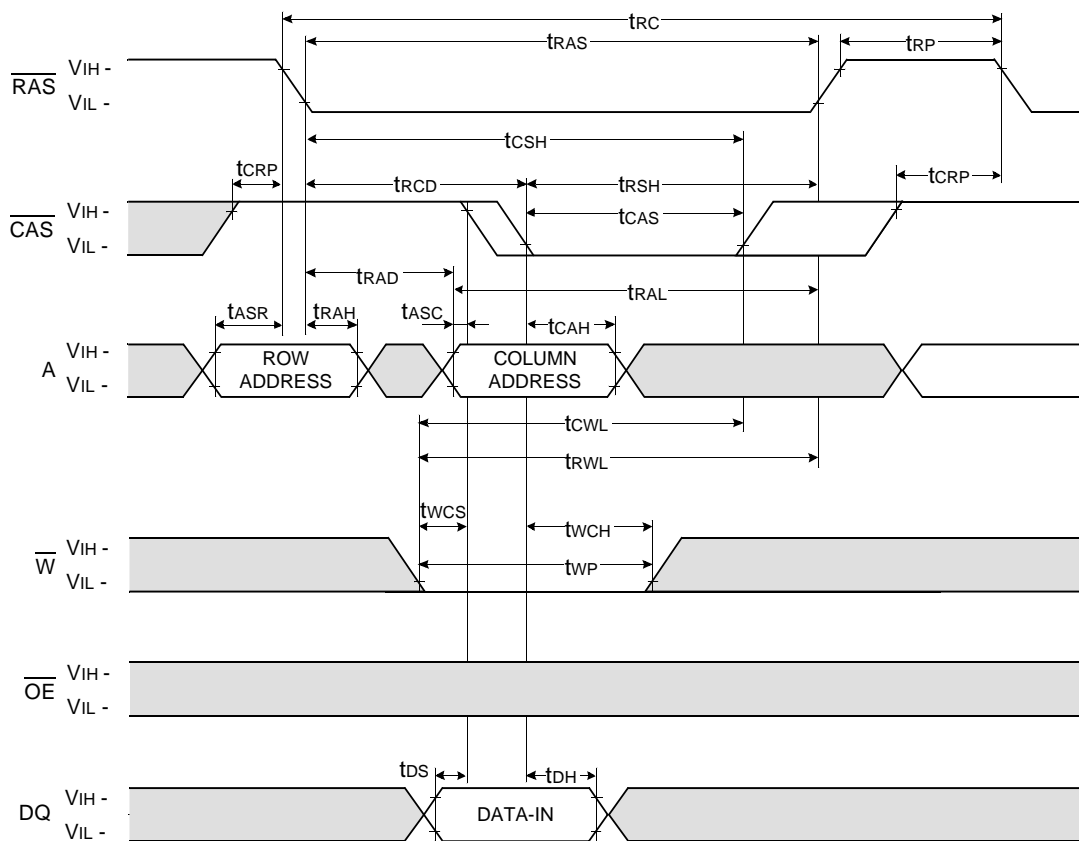 tRC
tRAS
tRP
RAS
VIH -
VIL -
tCSH
tCRP
tRCD
tRSH
tCRP
CAS
VIH -
VIL -
tCAS
tRAD
tRAL
tASR
tRAH
tASC
tCAH
A
VIH -
VIL -
ROW
ADDRESS
COLUMN
ADDRESS
tCWL
tRWL
tWCS
tWCH
W
VIH -
VIL -
tWP
OE
VIH -
VIL -
tDS
tDH
DQ
VIH -
VIL -
DATA-IN